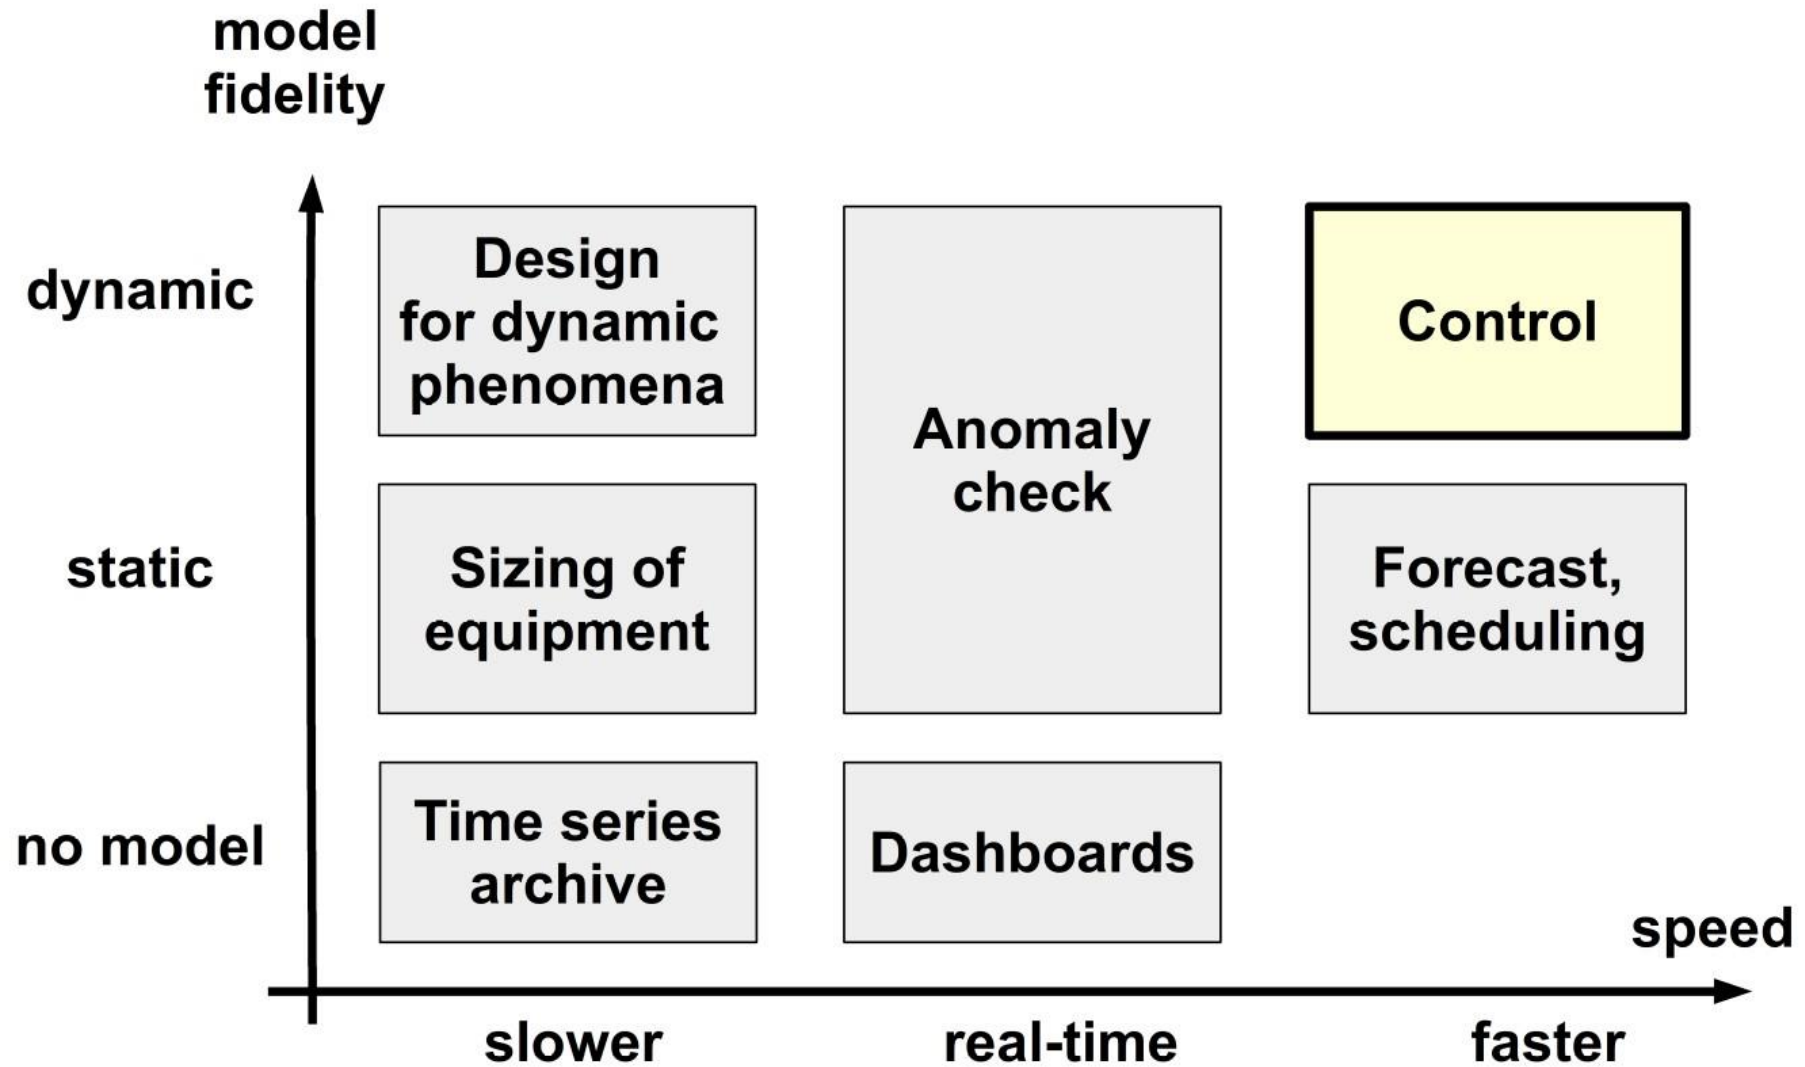 model
fidelity
dynamic
Design
for dynamic
phenomena
Anomaly
check
Control
static
Sizing of
equipment
Forecast,
scheduling
no model
Time series
archive
Dashboards
speed
slower
real-time
faster